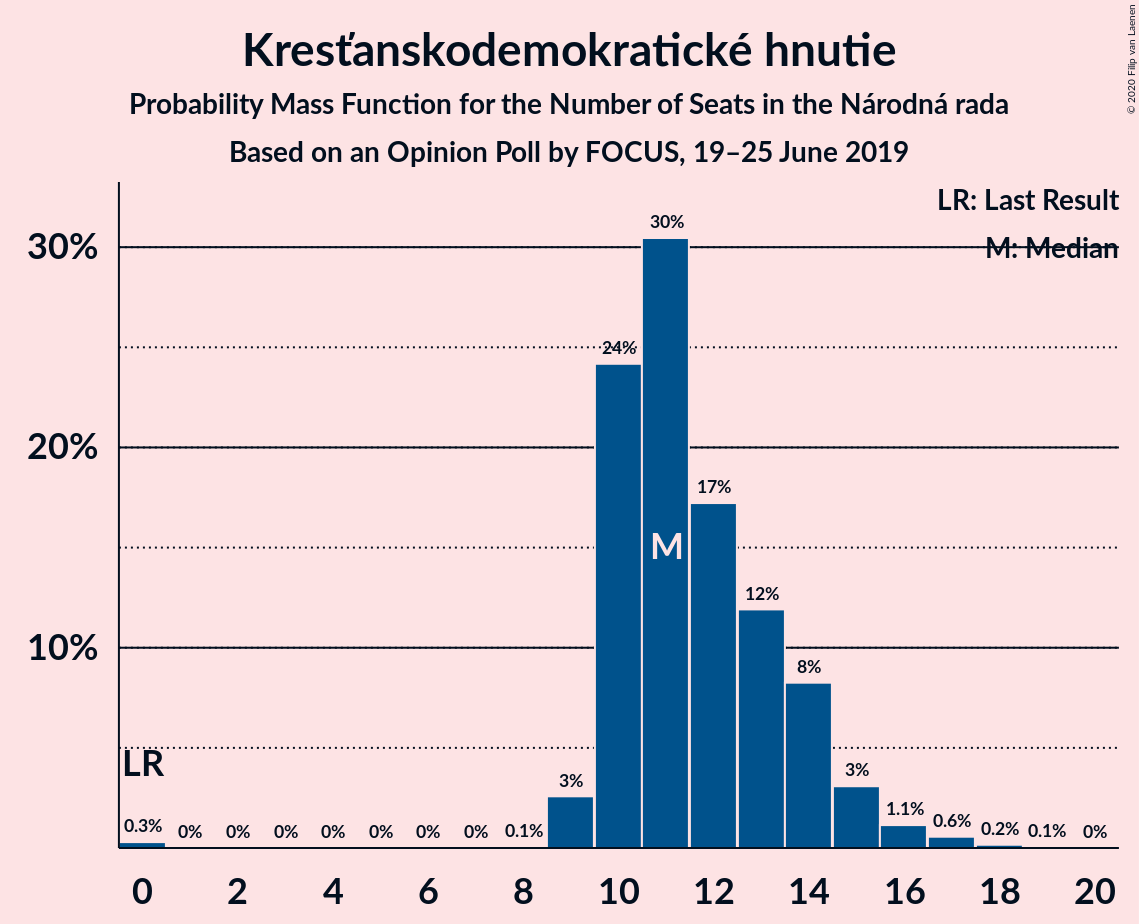 Kresťanskodemokratické hnutie
Probability Mass Function for the Number of Seats in the Národná rada
Based on an Opinion Poll by FOCUS, 19–25 June 2019
© 2020 Filip van Laenen
LR: Last Result
M: Median
30%
20%
10%
LR
M
0.3% 0% 0% 0% 0% 0% 0% 0% 0.1% 3% 24% 30% 17% 12% 8% 3% 1.1% 0.6% 0.2% 0.1% 0%
0 2 4 6 8 10 12 14 16 18 20